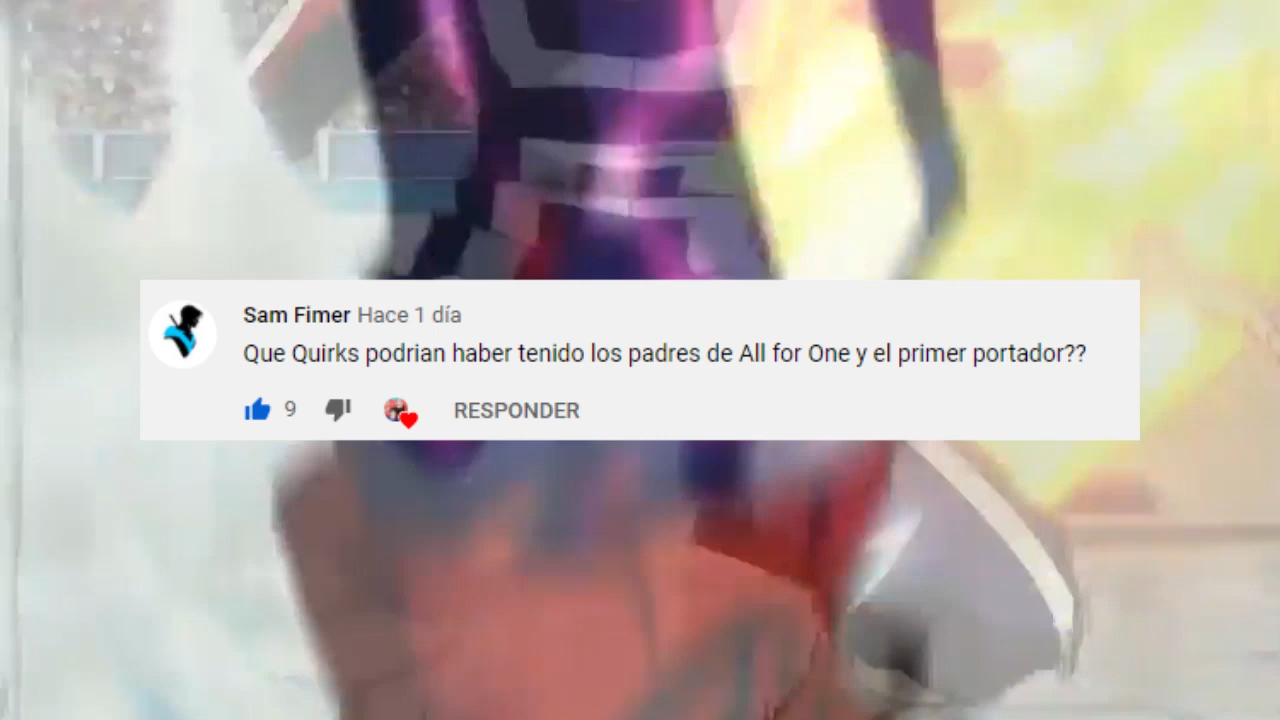 Sam Fimer Hace 1 día
Que Quirks podrian haber tenido los padres de All for One y el primer portador??
9 RESPONDER